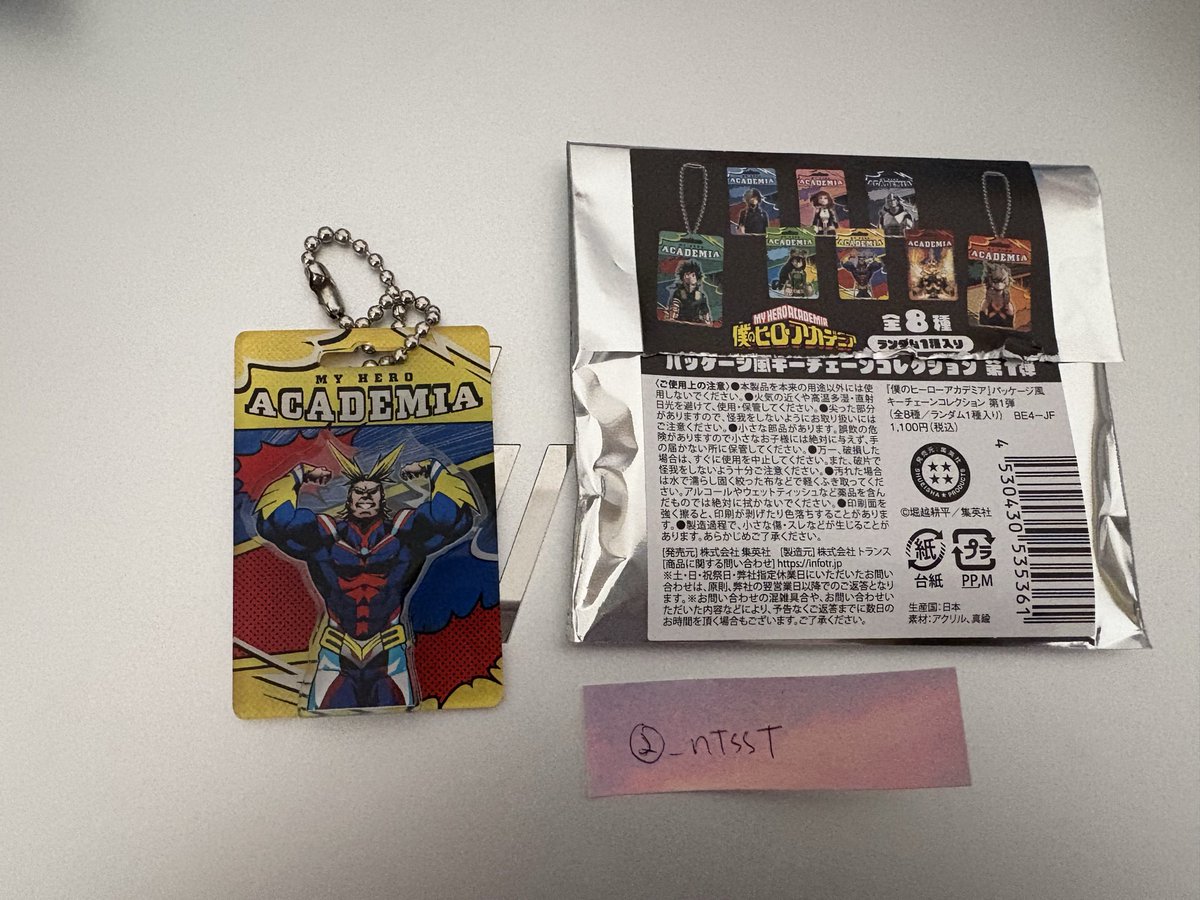 MY HERO
ACADEMIA
ACADEMIA
ACADEMIA
ACADEMIA
ACADEMIA
ACADEMIA
ACADEMIA
MY HERO ACADEMIA
僕のヒーローアカデミア
全8種
ランダム1種入り
パッケージ風キーチェーンコレクション 第1弾
〈ご使用上の注意〉●本製品を本来の用途以外には使
用しないでください。●火気の近くや高温多湿・直射
日光を避けて、使用・保管してください。●尖った部分
がありますので、怪我をしないようにお取り扱いには
ご注意ください。●小さな部品があります。誤飲の危
険がありますので小さなお子様には絶対に与えず、手
の届かない所に保管してください。●万一、破損した
場合は、すぐに使用を中止してください。また、破片で
怪我をしないよう十分ご注意ください。●汚れた場合
は水で濡らし固く絞った布などで軽くふき取ってくだ
さい。アルコールやウェットティッシュなど薬品を含ん
だものでは絶対に拭かないでください。●印刷面を
強く擦ると、印刷が剥げたり色落ちすることがありま
す。●製造過程で、小さな傷・スレなどが生じることが
あります。あらかじめご了承ください。
[発売元] 株式会社 集英社 [製造元] 株式会社 トランス
[商品に関する問い合わせ] https://infotr.jp
※土・日・祝祭日・弊社指定休業日にいただいたお問い
合わせは、原則、弊社の翌営業日以降でのご返答となり
ます。※お問い合わせの混雑具合や、お問い合わせい
ただいた内容などにより、予告なくご返答までに数日の
お時間を頂く場合もございます。ご了承ください。
『僕のヒーローアカデミア』パッケージ風
キーチェーンコレクション 第1弾
(全8種／ランダム1種入り) BE4-JF
1,100円(税込)
発売元:集英社
SHUEISHA PRODUCTS
©堀越耕平／集英社
紙
台紙
プラ
PP,M
生産国:日本
素材:アクリル、真鍮
4 530430 535361
②_nTssT